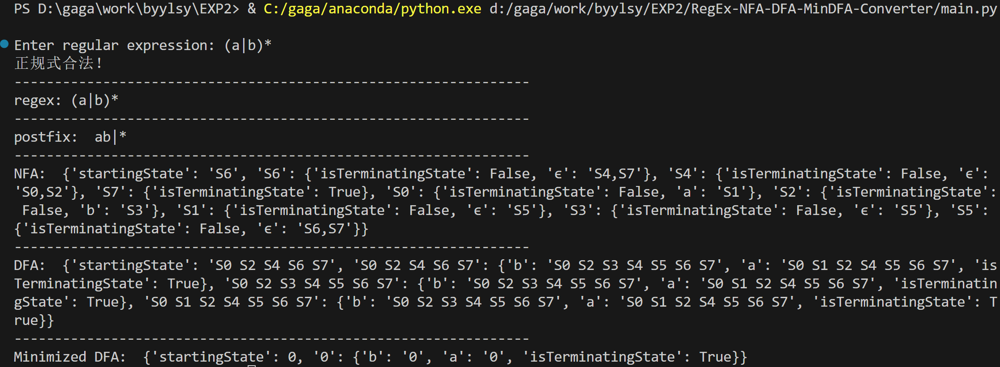 PS D:\gaga\work\byylsy\EXP2> & C:/gaga/anaconda/python.exe d:/gaga/work/byylsy/EXP2/RegEx-NFA-DFA-MinDFA-Converter/main.py
Enter regular expression: (a|b)*
正规式合法!
----------------------------------------------------------------
regex: (a|b)*
----------------------------------------------------------------
postfix:  ab|*
----------------------------------------------------------------
NFA:  {'startingState': 'S6', 'S6': {'isTerminatingState': False, 'ϵ': 'S4,S7'}, 'S4': {'isTerminatingState': False, 'ϵ':
'S0,S2'}, 'S7': {'isTerminatingState': True}, 'S0': {'isTerminatingState': False, 'a': 'S1'}, 'S2': {'isTerminatingState':
 False, 'b': 'S3'}, 'S1': {'isTerminatingState': False, 'ϵ': 'S5'}, 'S3': {'isTerminatingState': False, 'ϵ': 'S5'}, 'S5':
{'isTerminatingState': False, 'ϵ': 'S6,S7'}}
----------------------------------------------------------------
DFA:  {'startingState': 'S0 S2 S4 S6 S7', 'S0 S2 S4 S6 S7': {'b': 'S0 S2 S3 S4 S5 S6 S7', 'a': 'S0 S1 S2 S4 S5 S6 S7', 'is
TerminatingState': True}, 'S0 S2 S3 S4 S5 S6 S7': {'b': 'S0 S2 S3 S4 S5 S6 S7', 'a': 'S0 S1 S2 S4 S5 S6 S7', 'isTerminatin
gState': True}, 'S0 S1 S2 S4 S5 S6 S7': {'b': 'S0 S2 S3 S4 S5 S6 S7', 'a': 'S0 S1 S2 S4 S5 S6 S7', 'isTerminatingState': T
rue}}
----------------------------------------------------------------
Minimized DFA:  {'startingState': 0, '0': {'b': '0', 'a': '0', 'isTerminatingState': True}}